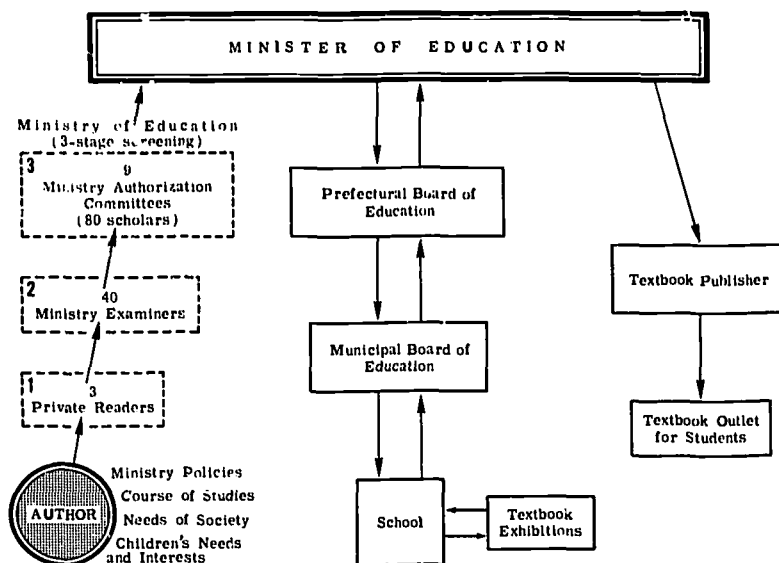 MINISTER OF EDUCATION
Ministry of Education
(3-stage screening)
3
9
Ministry Authorization
Committees
(80 scholars)
2
40
Ministry Examiners
1
3
Private Readers
AUTHOR
Ministry Policies
Course of Studies
Needs of Society
Children's Needs
and Interests
Prefectural Board of
Education
Municipal Board of
Education
School
Textbook
Exhibitions
Textbook Publisher
Textbook Outlet
for Students